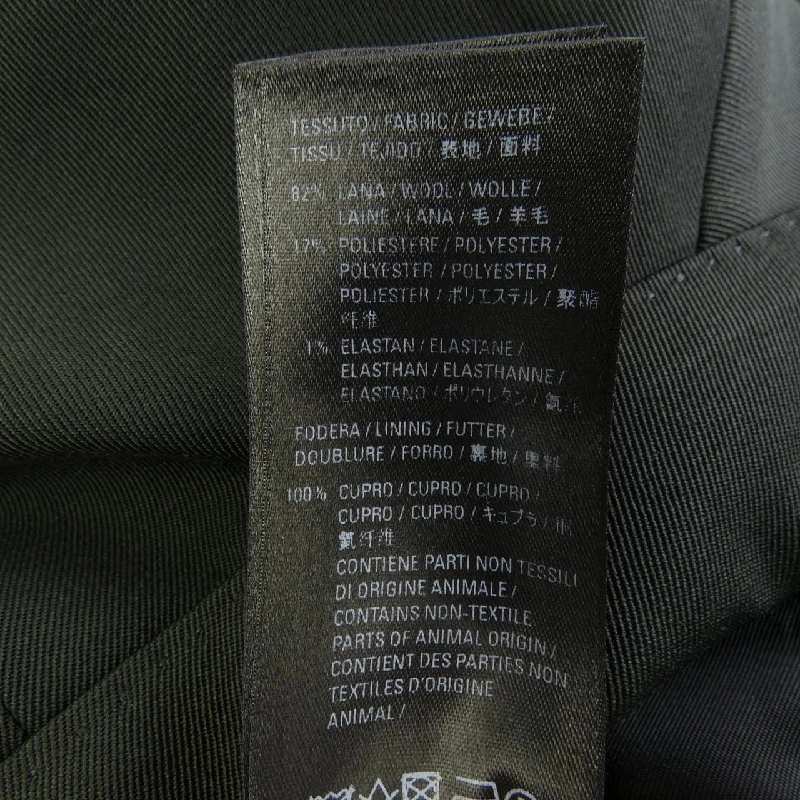 TESSUTO / FABRIC / GEWEBE /
TISSU / TEJIDO / 表地 / 面料
82% LANA / WOOL / WOLLE /
LAINE / LANA / 毛 / 羊毛
17% POLIESTERE / POLYESTER /
POLYESTER / POLYESTER /
POLIESTER / ポリエステル / 聚酯
纤维
1% ELASTAN / ELASTANE /
ELASTHAN / ELASTHANNE /
ELASTANO / ポリウレタン / 氨纶
FODERA / LINING / FUTTER /
DOUBLURE / FORRO / 裏地 / 里料
100% CUPRO / CUPRO / CUPRO /
CUPRO / CUPRO / キュプラ / 铜
氨纤维
CONTIENE PARTI NON TESSILI
DI ORIGINE ANIMALE /
CONTAINS NON-TEXTILE
PARTS OF ANIMAL ORIGIN /
CONTIENT DES PARTIES NON
TEXTILES D'ORIGINE
ANIMAL /